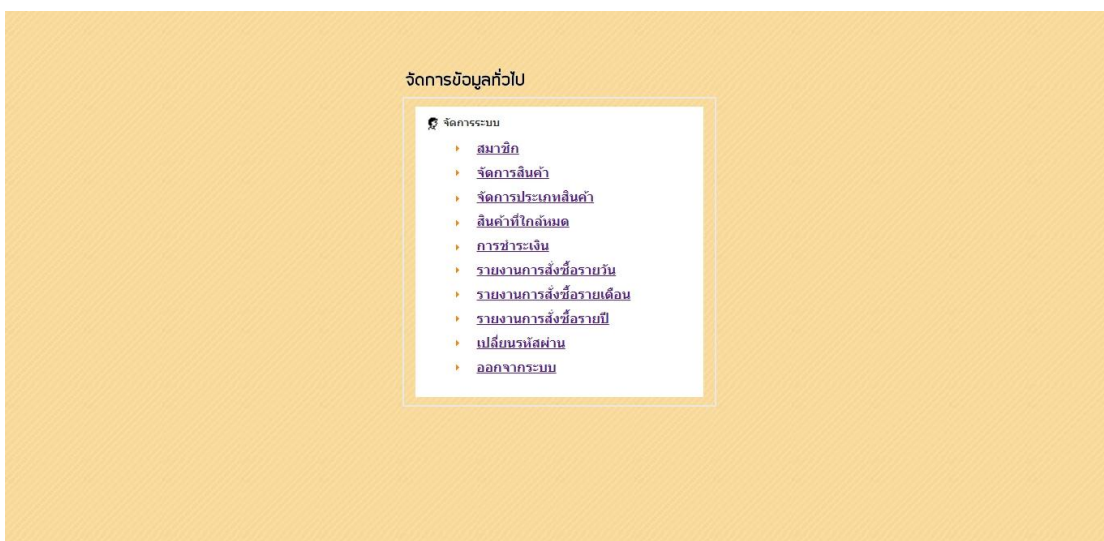 จัดการข้อมูลทั่วไป
จัดการระบบ
สมาชิก
จัดการสินค้า
จัดการประเภทสินค้า
สินค้าที่ใกล้หมด
การชำระเงิน
รายงานการสั่งซื้อรายวัน
รายงานการสั่งซื้อรายเดือน
รายงานการสั่งซื้อรายปี
เปลี่ยนรหัสผ่าน
ออกจากระบบ